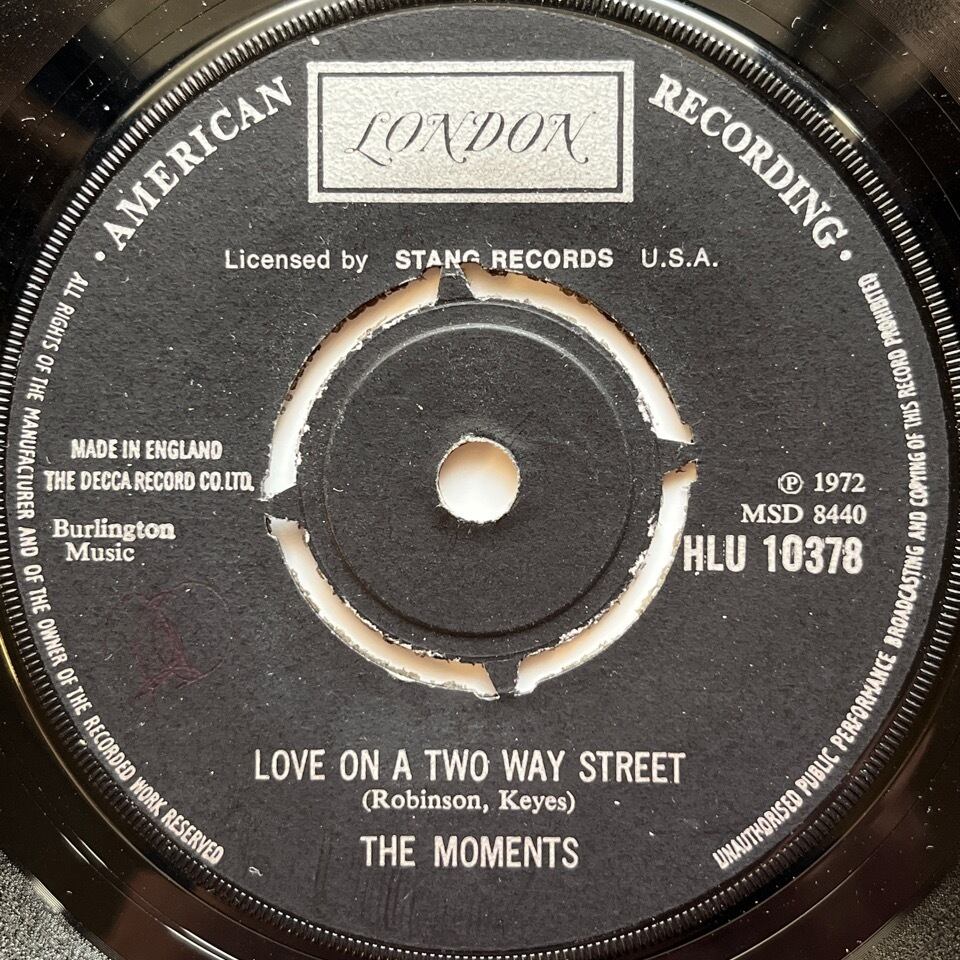 LONDON
· AMERICAN RECORDING ·
Licensed by STANG RECORDS U.S.A.
MADE IN ENGLAND
THE DECCA RECORD CO. LTD.
Burlington
Music
℗ 1972
MSD 8440
HLU 10378
LOVE ON A TWO WAY STREET
(Robinson, Keyes)
THE MOMENTS
ALL RIGHTS OF THE MANUFACTURER AND OF THE OWNER OF THE RECORDED WORK RESERVED
UNAUTHORISED PUBLIC PERFORMANCE BROADCASTING AND COPYING OF THIS RECORD PROHIBITED